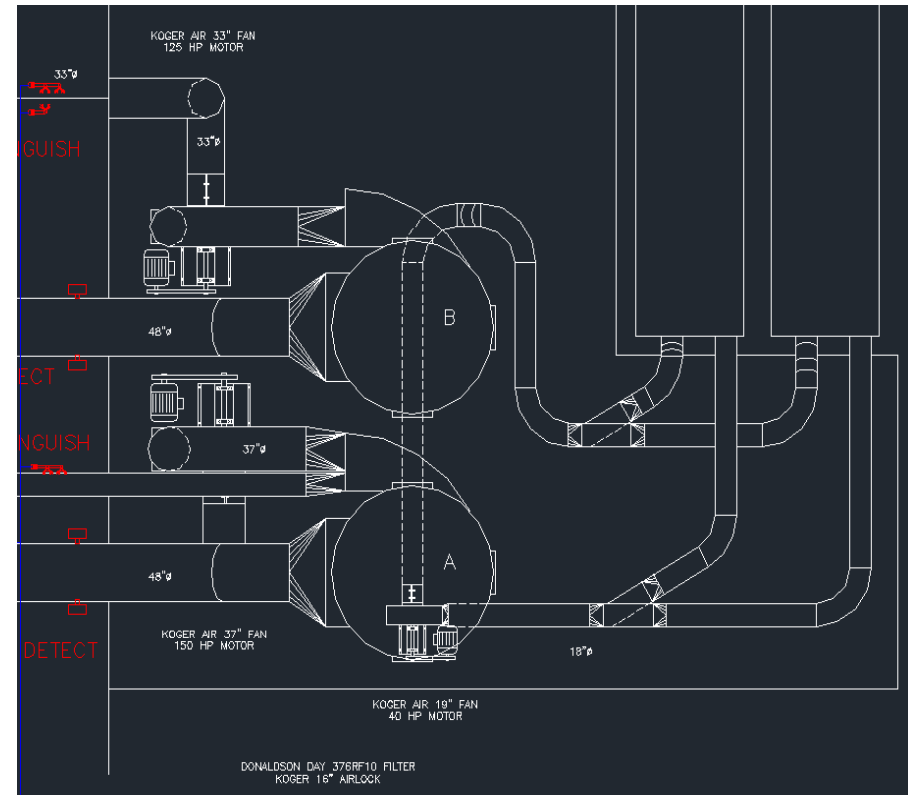 KOGER AIR 33" FAN
125 HP MOTOR
33"ø
33"ø
NGUISH
B
48"ø
ECT
NGUISH
37"ø
A
48"ø
KOGER AIR 37" FAN
150 HP MOTOR
DETECT
18"ø
KOGER AIR 19" FAN
40 HP MOTOR
DONALDSON DAY 376RF10 FILTER
KOGER 16" AIRLOCK